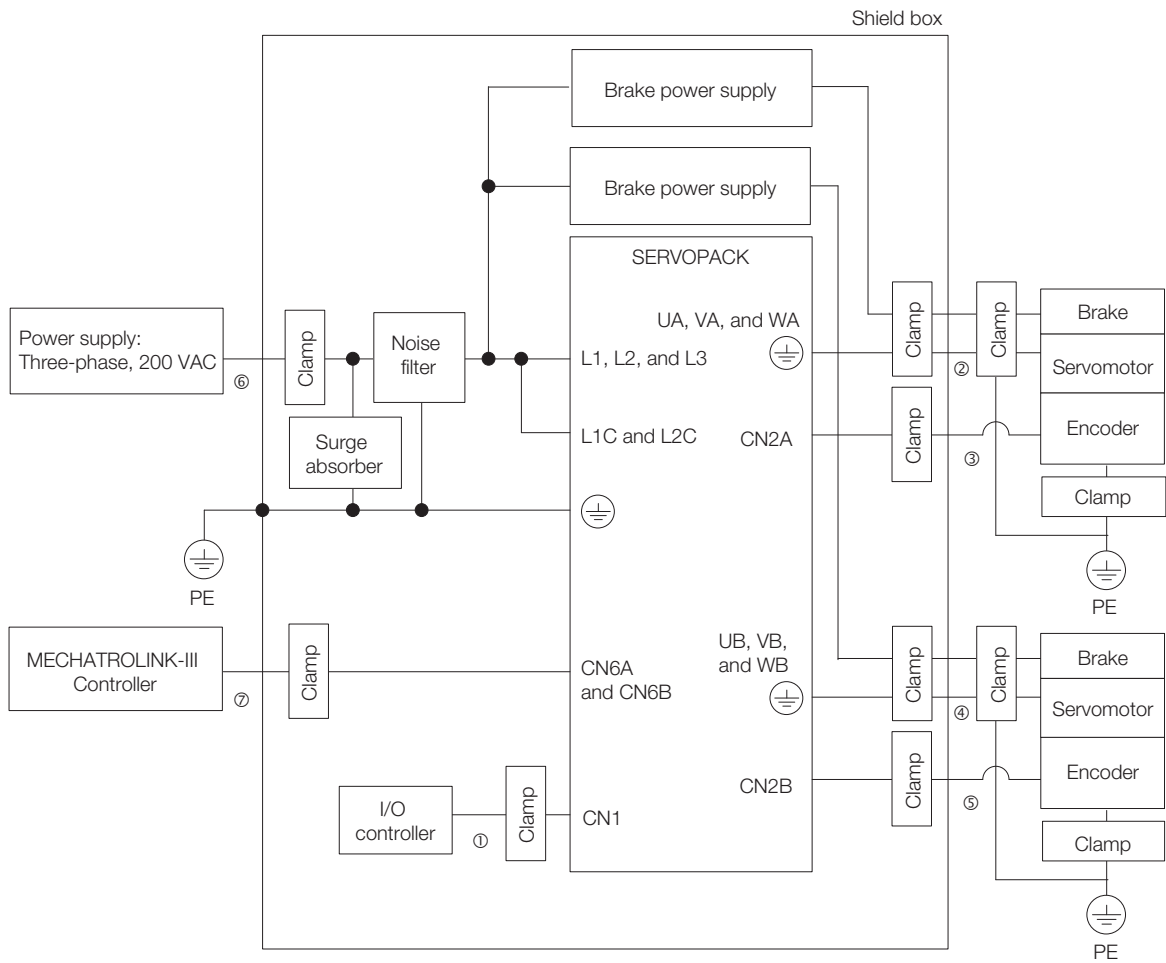 Shield box
Brake power supply
Brake power supply
SERVOPACK
Power supply:
Three-phase, 200 VAC
⑥
Clamp
Noise
filter
Surge
absorber
L1, L2, and L3
L1C and L2C
UA, VA, and WA
CN2A
Clamp
②
Clamp
Brake
Servomotor
Encoder
Clamp
③
Clamp
PE
PE
MECHATROLINK-III
Controller
⑦
Clamp
CN6A
and CN6B
UB, VB,
and WB
CN2B
Clamp
④
Clamp
Brake
Servomotor
Encoder
Clamp
⑤
Clamp
PE
I/O
controller
①
Clamp
CN1